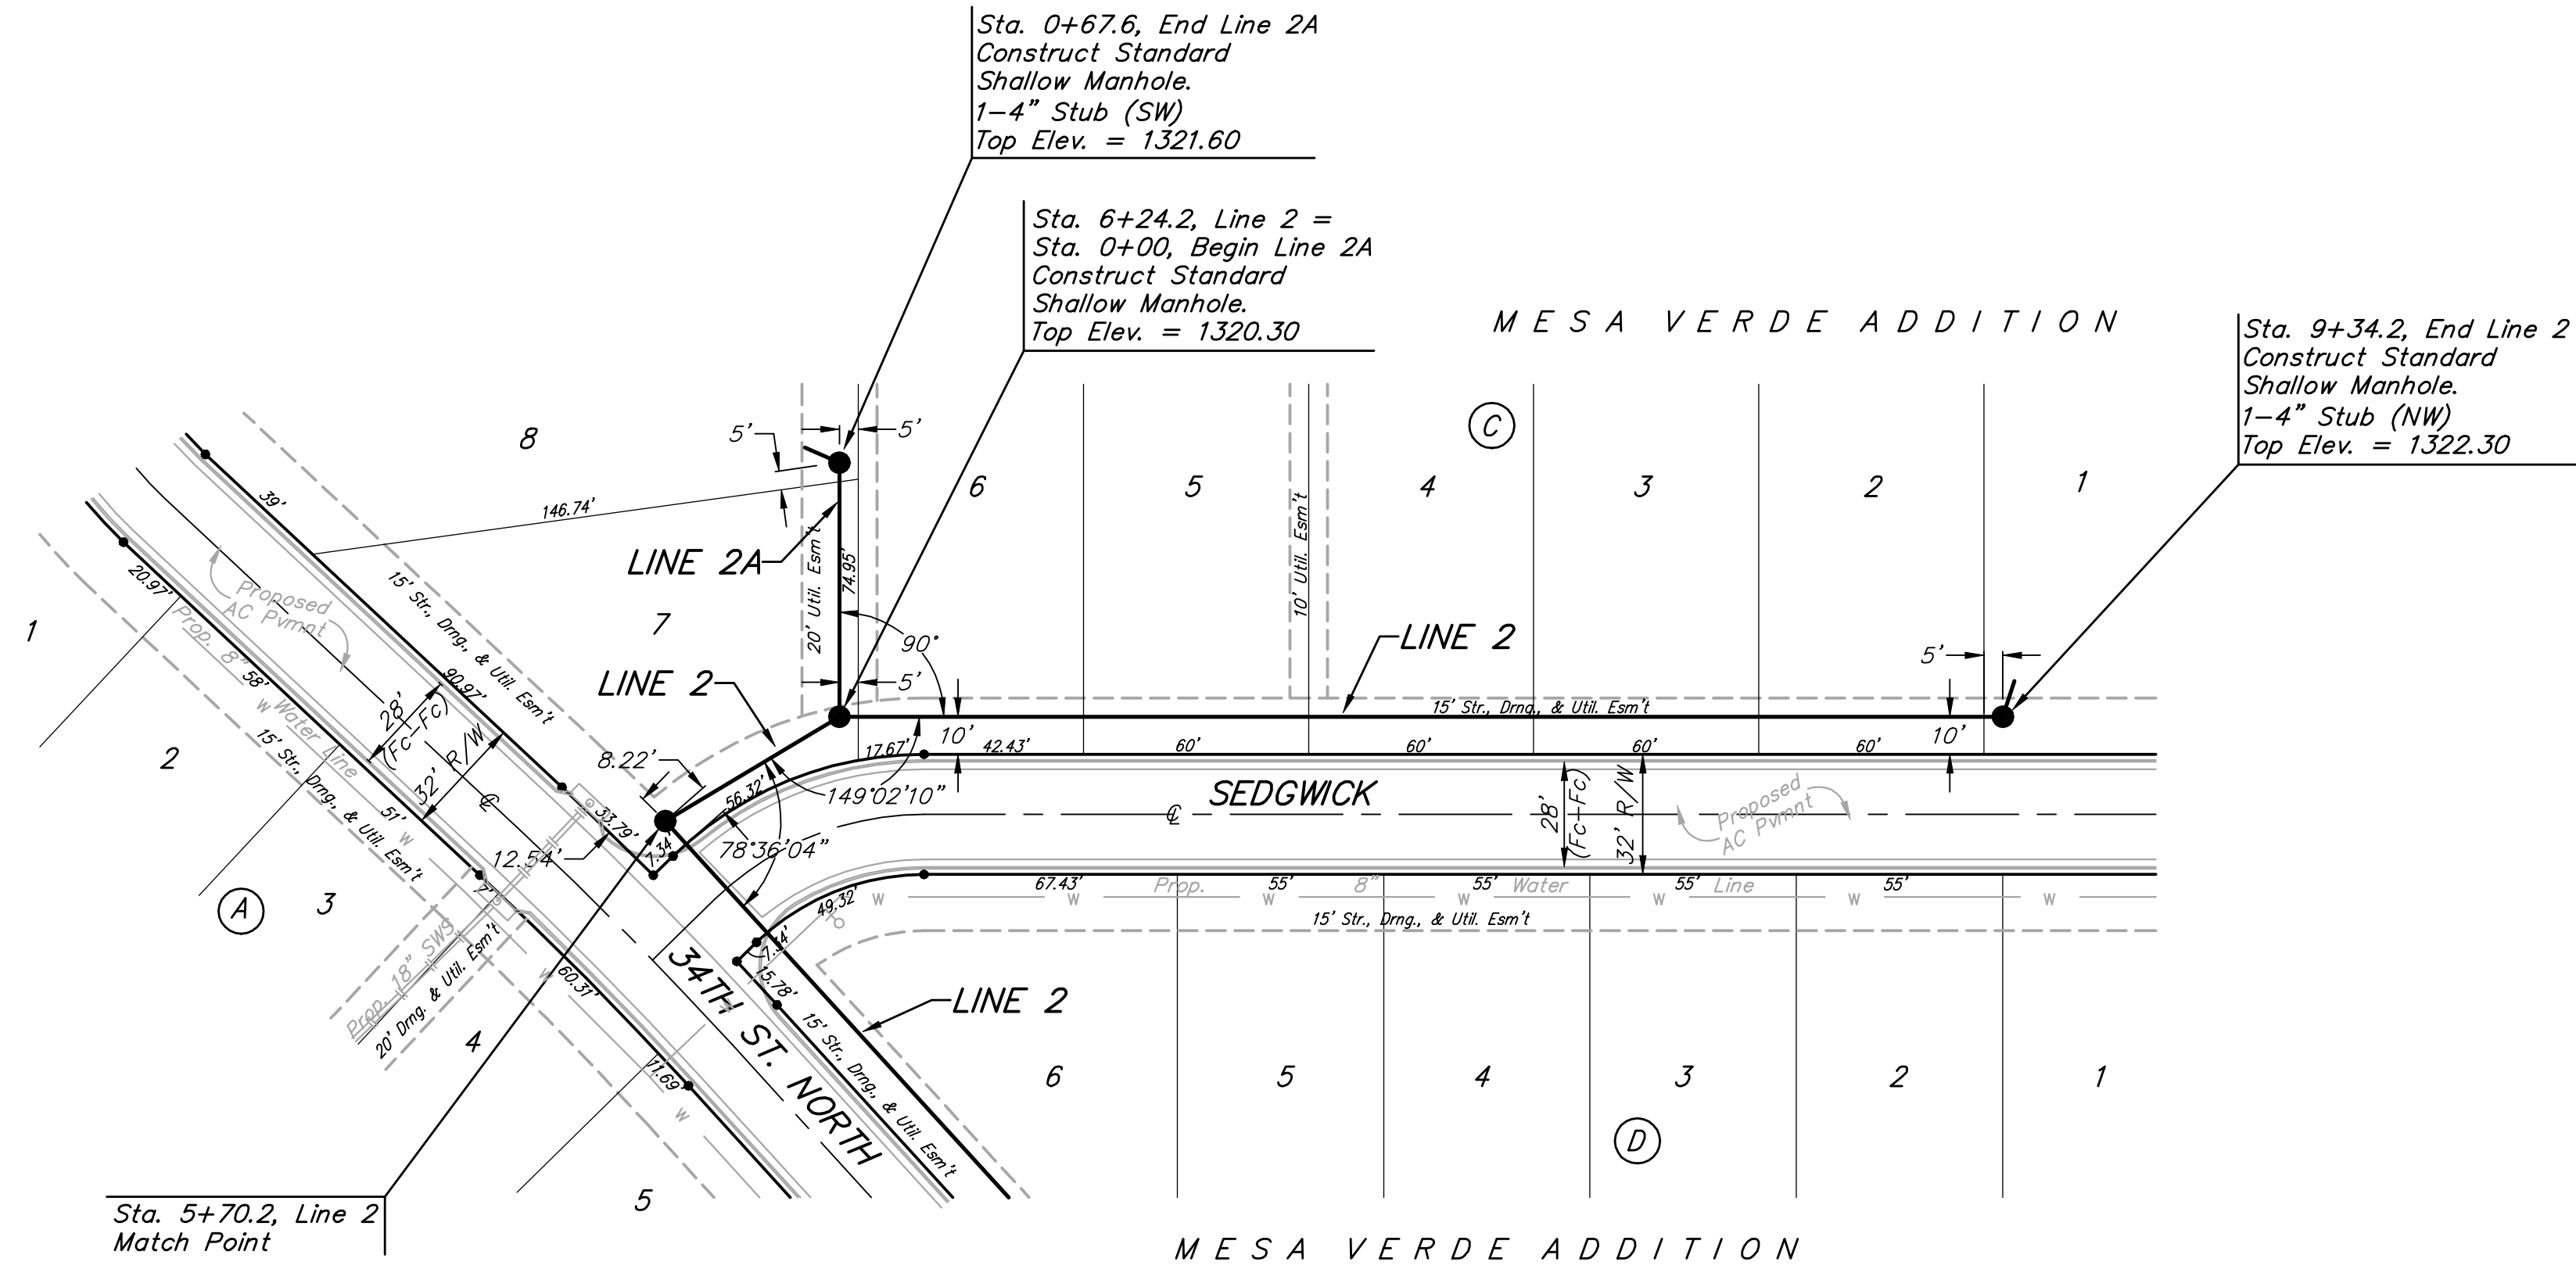 Sta. 0+67.6, End Line 2A
Construct Standard
Shallow Manhole.
1-4" Stub (SW)
Top Elev. = 1321.60
Sta. 6+24.2, Line 2 =
Sta. 0+00, Begin Line 2A
Construct Standard
Shallow Manhole.
Top Elev. = 1320.30
MESA VERDE ADDITION
Sta. 9+34.2, End Line 2
Construct Standard
Shallow Manhole.
1-4" Stub (NW)
Top Elev. = 1322.30
8
5'
5'
C
6
5
4
3
2
1
39'
146.74'
LINE 2A
20' Util. Esm't
74.95'
10' Util. Esm't
20.97'
Proposed
AC Pvmnt
15' Str., Drng., & Util. Esm't
1
7
90°
LINE 2
LINE 2
5'
5'
Prop. 8"
Water Line
58'
90.97'
28'
(Fc-Fc)
32' R/W
15' Str., Drng., & Util. Esm't
2
15' Str., Drng., & Util. Esm't
10'
10'
17.67'
42.43'
60'
60'
60'
60'
8.22'
56.32'
149°02'10"
SEDGWICK
℄
28'
(Fc-Fc)
32' R/W
Proposed
AC Pvmnt
℄
51'
W
W
33.79'
12.54'
7.34'
78°36'04"
7'
A
3
67.43'
Prop.
55'
8"
55'
Water
55'
Line
55'
W
W
W
W
W
W
W
49.32'
15' Str., Drng., & Util. Esm't
7.34'
15.78'
Prop. 18" SWS
20' Drng. & Util. Esm't
W
60.31'
34TH ST. NORTH
LINE 2
15' Str., Drng., & Util. Esm't
4
11.69'
W
6
5
4
3
2
1
D
5
Sta. 5+70.2, Line 2
Match Point
MESA VERDE ADDITION